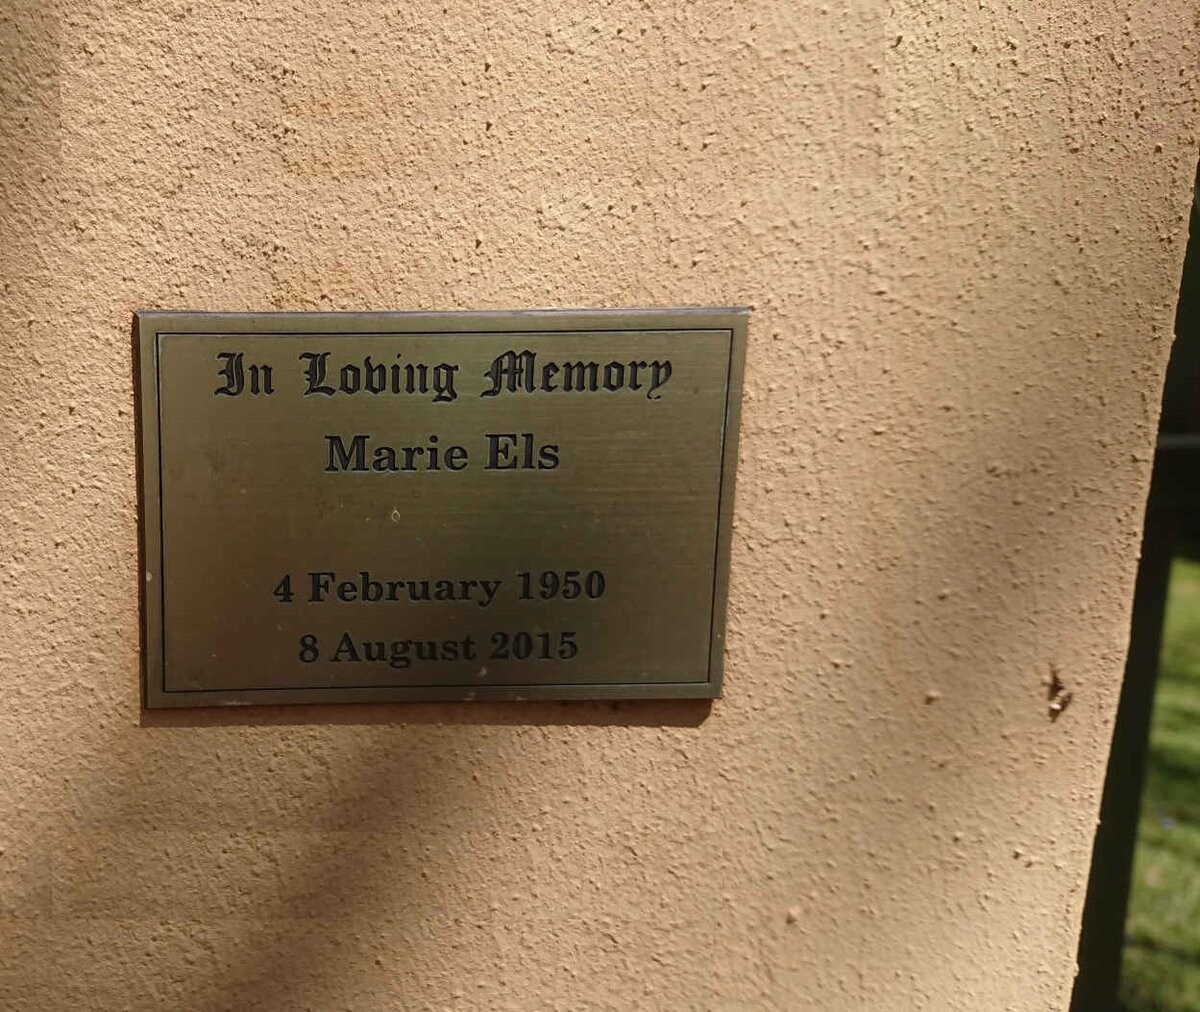 In Loving Memory
Marie Els
4 February 1950
8 August 2015